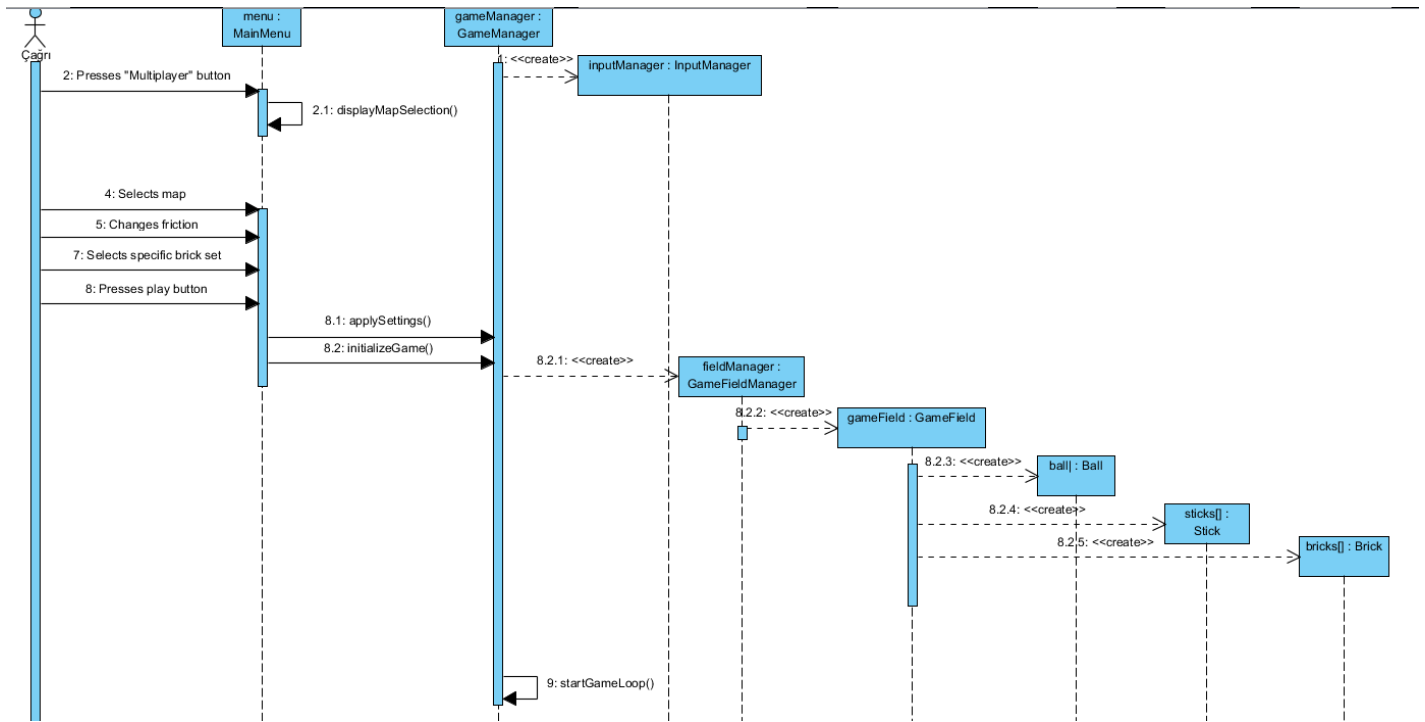 menu :
MainMenu
gameManager :
GameManager
Çağrı
1: <<create>>
inputManager : InputManager
2: Presses "Multiplayer" button
2.1: displayMapSelection()
4: Selects map
5: Changes friction
7: Selects specific brick set
8: Presses play button
8.1: applySettings()
8.2: initializeGame()
8.2.1: <<create>>
fieldManager :
GameFieldManager
8.2.2: <<create>>
gameField : GameField
8.2.3: <<create>>
ball| : Ball
8.2.4: <<create>>
sticks[] :
Stick
8.2.5: <<create>>
bricks[] : Brick
9: startGameLoop()